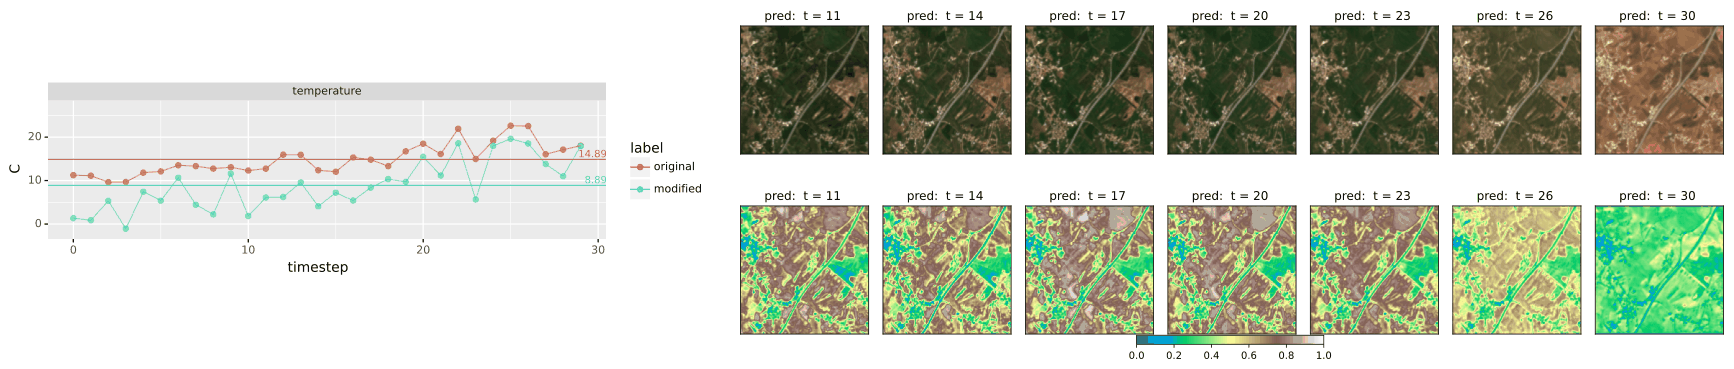 pred: t = 11 pred: t = 14 pred: t = 17 pred: t = 20 pred: t = 23 pred: t = 26 pred: t = 30
temperature
20
10
0
C
14.89
8.89
0 10 20 30
timestep
label
original
modified
pred: t = 11 pred: t = 14 pred: t = 17 pred: t = 20 pred: t = 23 pred: t = 26 pred: t = 30
0.0 0.2 0.4 0.6 0.8 1.0